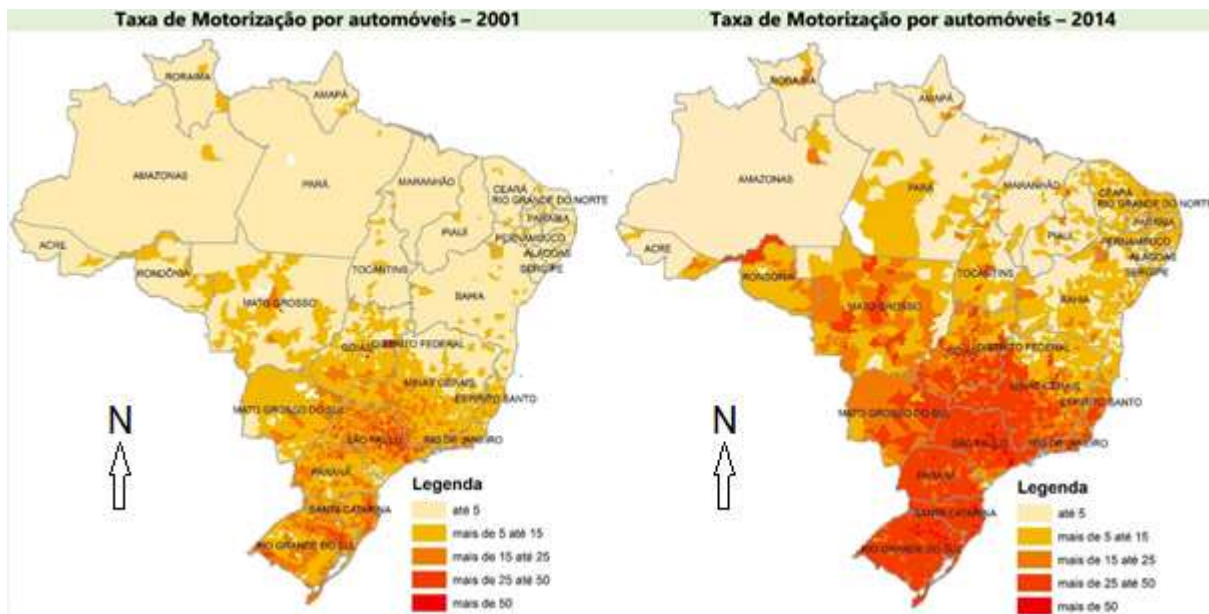 Taxa de Motorização por automóveis – 2001
RORAIMA
AMAPÁ
AMAZONAS
PARÁ
MARANHÃO
CEARÁ
RIO GRANDE DO NORTE
PARAÍBA
PIAUÍ
PERNAMBUCO
ALAGOAS
SERGIPE
ACRE
RONDÔNIA
TOCANTINS
MATO GROSSO
BAHIA
GOIÁS
DISTRITO FEDERAL
MINAS GERAIS
ESPÍRITO SANTO
MATO GROSSO DO SUL
SÃO PAULO
RIO DE JANEIRO
PARANÁ
SANTA CATARINA
RIO GRANDE DO SUL
N
Legenda
até 5
mais de 5 até 15
mais de 15 até 25
mais de 25 até 50
mais de 50
Taxa de Motorização por automóveis – 2014
RORAIMA
AMAPÁ
AMAZONAS
PARÁ
MARANHÃO
CEARÁ
RIO GRANDE DO NORTE
PARAÍBA
PIAUÍ
PERNAMBUCO
ALAGOAS
SERGIPE
ACRE
RONDÔNIA
TOCANTINS
MATO GROSSO
BAHIA
GOIÁS
DISTRITO FEDERAL
MINAS GERAIS
ESPÍRITO SANTO
MATO GROSSO DO SUL
SÃO PAULO
RIO DE JANEIRO
PARANÁ
SANTA CATARINA
RIO GRANDE DO SUL
N
Legenda
até 5
mais de 5 até 15
mais de 15 até 25
mais de 25 até 50
mais de 50